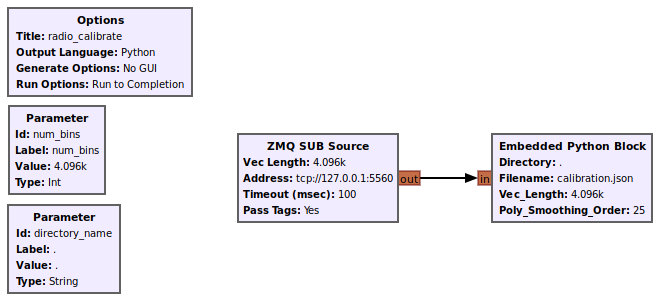 Options
Title: radio_calibrate
Output Language: Python
Generate Options: No GUI
Run Options: Run to Completion
Parameter
Id: num_bins
Label: num_bins
Value: 4.096k
Type: Int
Parameter
Id: directory_name
Label: .
Value: .
Type: String
ZMQ SUB Source
Vec Length: 4.096k
Address: tcp://127.0.0.1:5560
Timeout (msec): 100
Pass Tags: Yes
out
in
Embedded Python Block
Directory: .
Filename: calibration.json
Vec_Length: 4.096k
Poly_Smoothing_Order: 25